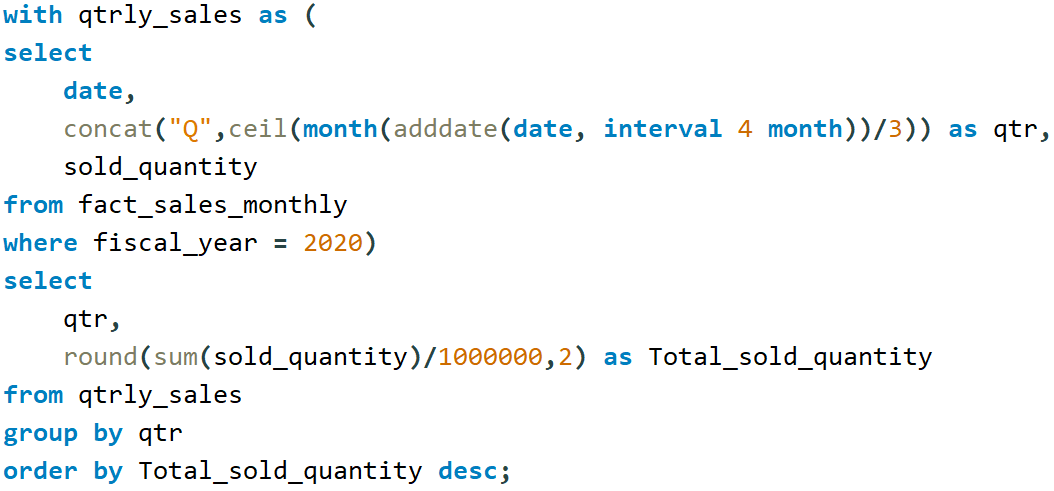 with qtrly_sales as (
select
    date,
    concat("Q",ceil(month(adddate(date, interval 4 month))/3)) as qtr,
    sold_quantity
from fact_sales_monthly
where fiscal_year = 2020)
select
    qtr,
    round(sum(sold_quantity)/1000000,2) as Total_sold_quantity
from qtrly_sales
group by qtr
order by Total_sold_quantity desc;